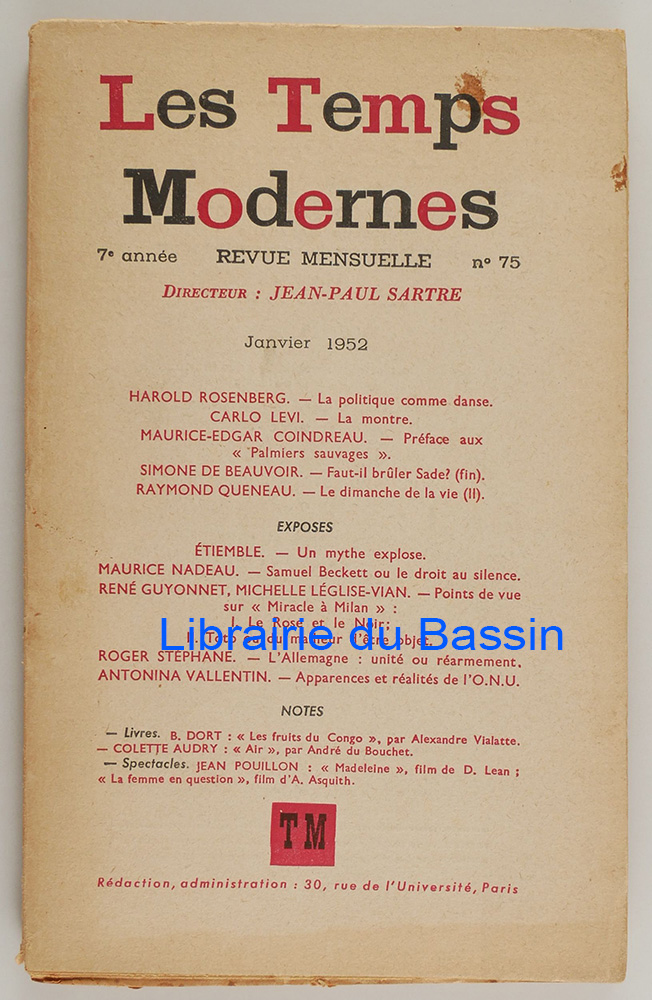 Les Temps
Modernes
7e année REVUE MENSUELLE no 75
DIRECTEUR : JEAN-PAUL SARTRE
Janvier 1952
HAROLD ROSENBERG. — La politique comme danse.
CARLO LEVI. — La montre.
MAURICE-EDGAR COINDREAU. — Préface aux
« Palmiers sauvages ».
SIMONE DE BEAUVOIR. — Faut-il brûler Sade? (fin).
RAYMOND QUENEAU. — Le dimanche de la vie (II).
EXPOSES
ÉTIEMBLE. — Un mythe explose.
MAURICE NADEAU. — Samuel Beckett ou le droit au silence.
RENÉ GUYONNET, MICHELLE LÉGLISE-VIAN. — Points de vue
sur « Miracle à Milan » :
I. Le Rose et le Noir;
II. Toto ou du malheur d'être objet.
Librairie du Bassin
ROGER STÉPHANE. — L'Allemagne : unité ou réarmement.
ANTONINA VALLENTIN. — Apparences et réalités de l'O.N.U.
NOTES
— Livres. B. DORT : « Les fruits du Congo », par Alexandre Vialatte.
— COLETTE AUDRY : « Air », par André du Bouchet.
— Spectacles. JEAN POUILLON : « Madeleine », film de D. Lean ;
« La femme en question », film d'A. Asquith.
TM
Rédaction, administration : 30, rue de l'Université, Paris